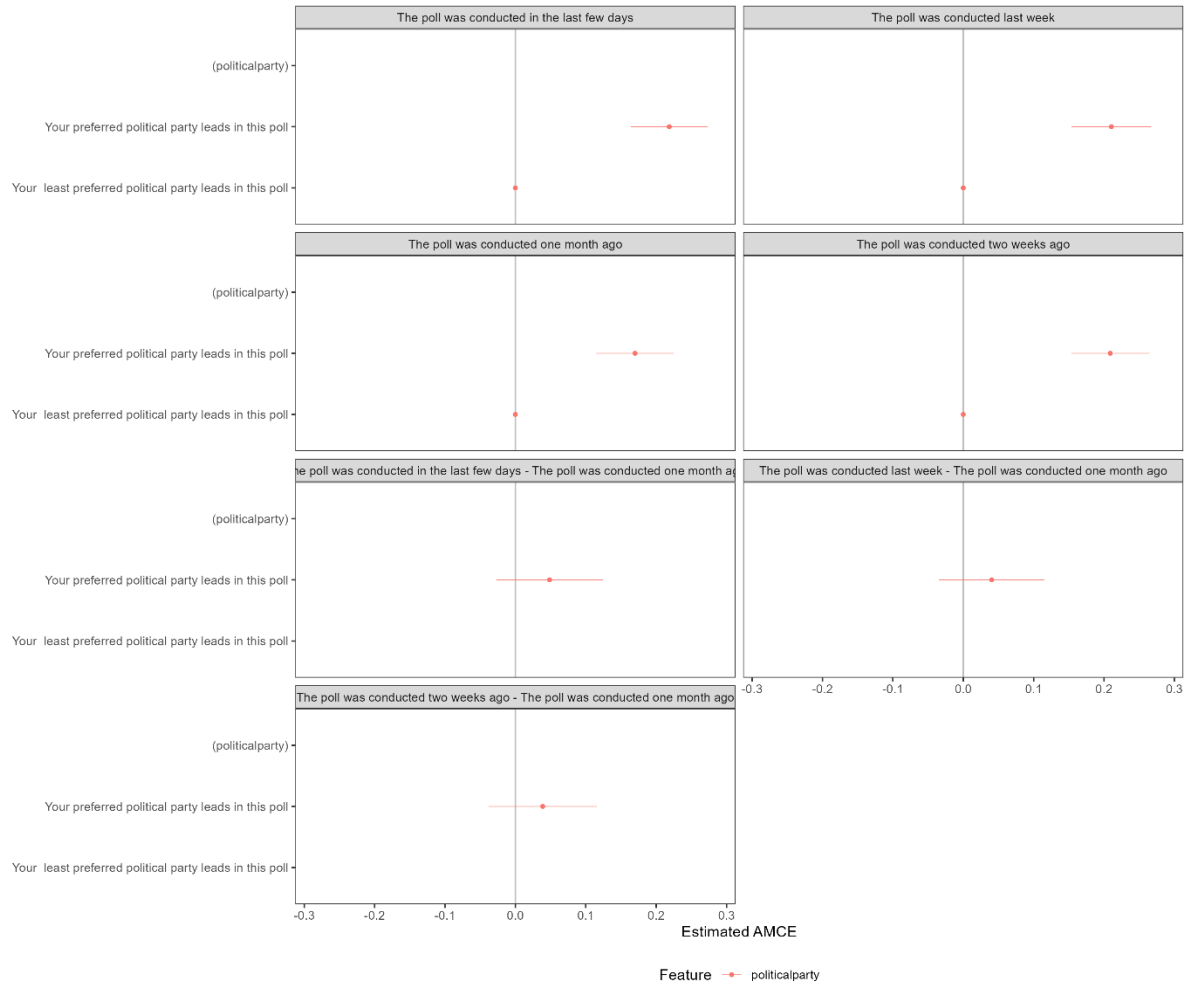 The poll was conducted in the last few days
The poll was conducted last week
(politicalparty)
Your preferred political party leads in this poll
Your  least preferred political party leads in this poll
The poll was conducted one month ago
The poll was conducted two weeks ago
(politicalparty)
Your preferred political party leads in this poll
Your  least preferred political party leads in this poll
he poll was conducted in the last few days - The poll was conducted one month ag
The poll was conducted last week - The poll was conducted one month ago
(politicalparty)
Your preferred political party leads in this poll
Your  least preferred political party leads in this poll
-0.3 -0.2 -0.1 0.0 0.1 0.2 0.3
The poll was conducted two weeks ago - The poll was conducted one month ago
(politicalparty)
Your preferred political party leads in this poll
Your  least preferred political party leads in this poll
-0.3 -0.2 -0.1 0.0 0.1 0.2 0.3
Estimated AMCE
Feature politicalparty